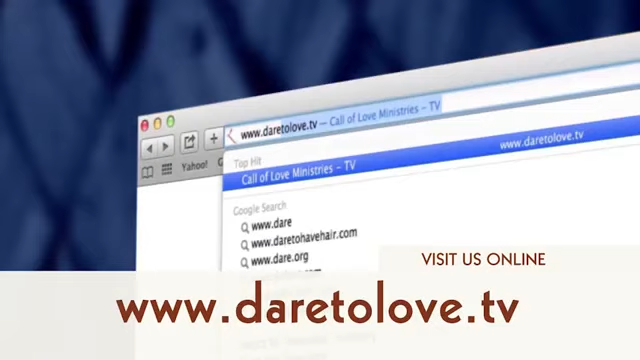 www.daretolove.tv — Call of Love Ministries – TV
Yahoo!
Top Hit
Call of Love Ministries – TV www.daretolove.tv
Google Search
www.dare
www.daretohavehair.com
www.dare.org
VISIT US ONLINE
www.daretolove.tv